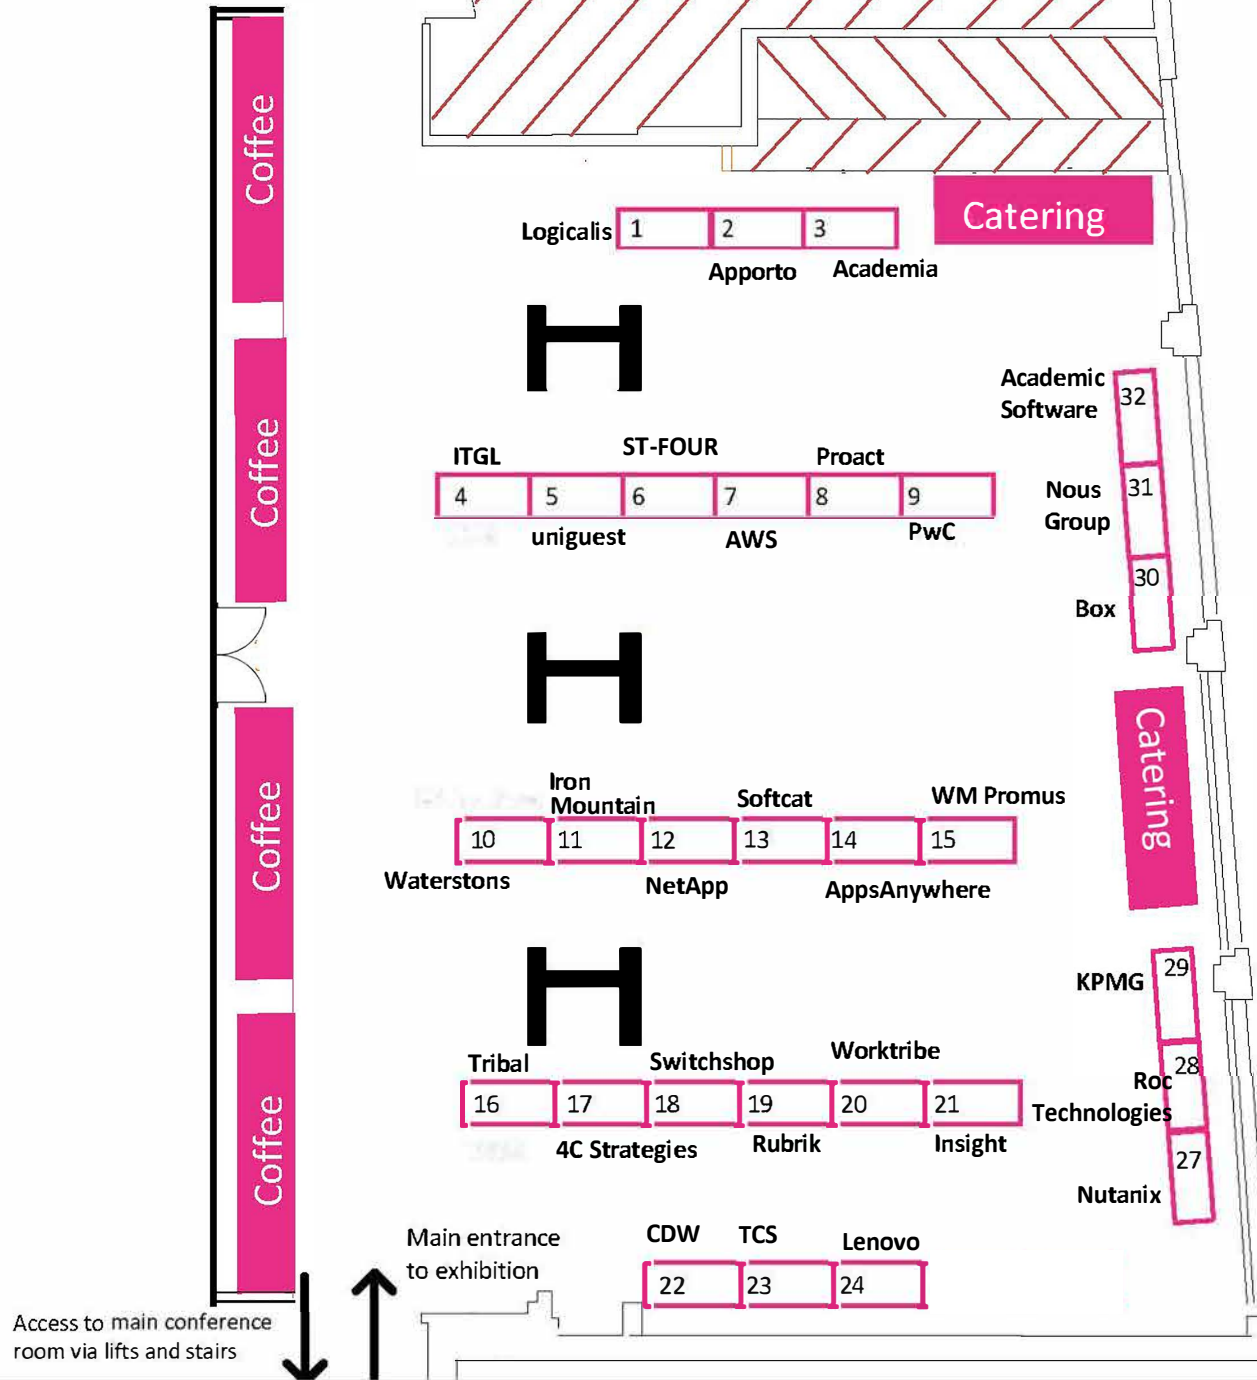 Coffee
Catering
Logicalis
1
2
3
Apporto
Academia
Coffee
Academic
Software
32
ITGL
ST-FOUR
Proact
4
5
6
7
8
9
uniguest
AWS
PwC
Nous
Group
31
30
Box
Coffee
Catering
Iron
Mountain
Softcat
WM Promus
10
11
12
13
14
15
Waterstons
NetApp
AppsAnywhere
29
KPMG
Coffee
Tribal
Switchshop
Worktribe
28
Roc
Technologies
16
17
18
19
20
21
4C Strategies
Rubrik
Insight
27
Nutanix
Main entrance
to exhibition
CDW
TCS
Lenovo
22
23
24
Access to main conference
room via lifts and stairs